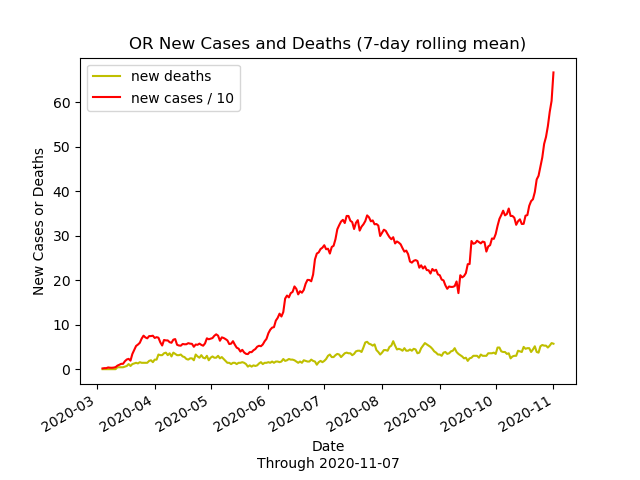 OR New Cases and Deaths (7-day rolling mean)
new deaths
new cases / 10
New Cases or Deaths
60
50
40
30
20
10
0
2020-03
2020-04
2020-05
2020-06
2020-07
2020-08
2020-09
2020-10
2020-11
Date
Through 2020-11-07